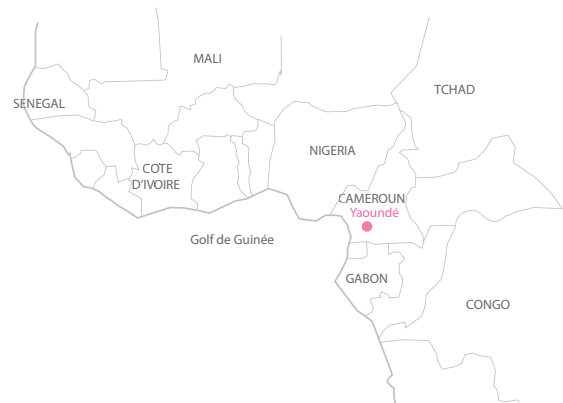 MALI
TCHAD
SENEGAL
NIGERIA
COTE
D'IVOIRE
CAMEROUN
Yaoundé
Golf de Guinée
GABON
CONGO